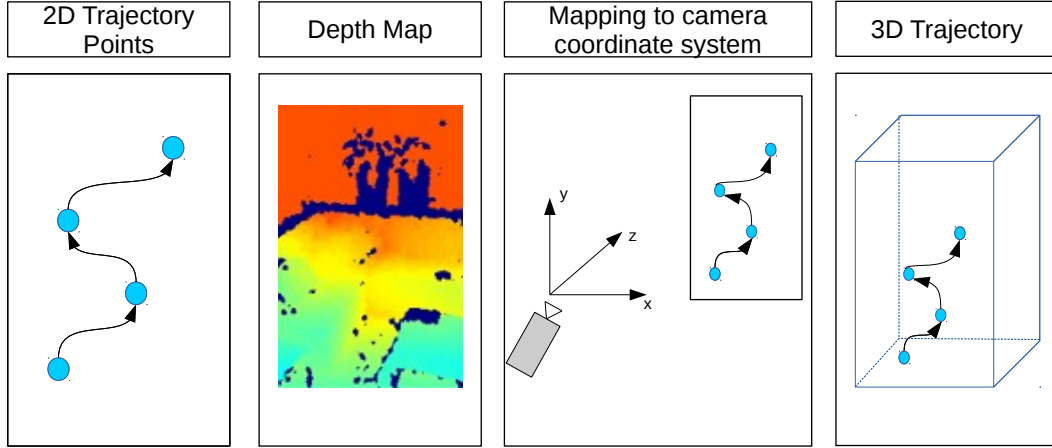 2D Trajectory
Points
Depth Map
Mapping to camera
coordinate system
3D Trajectory
y
z
x